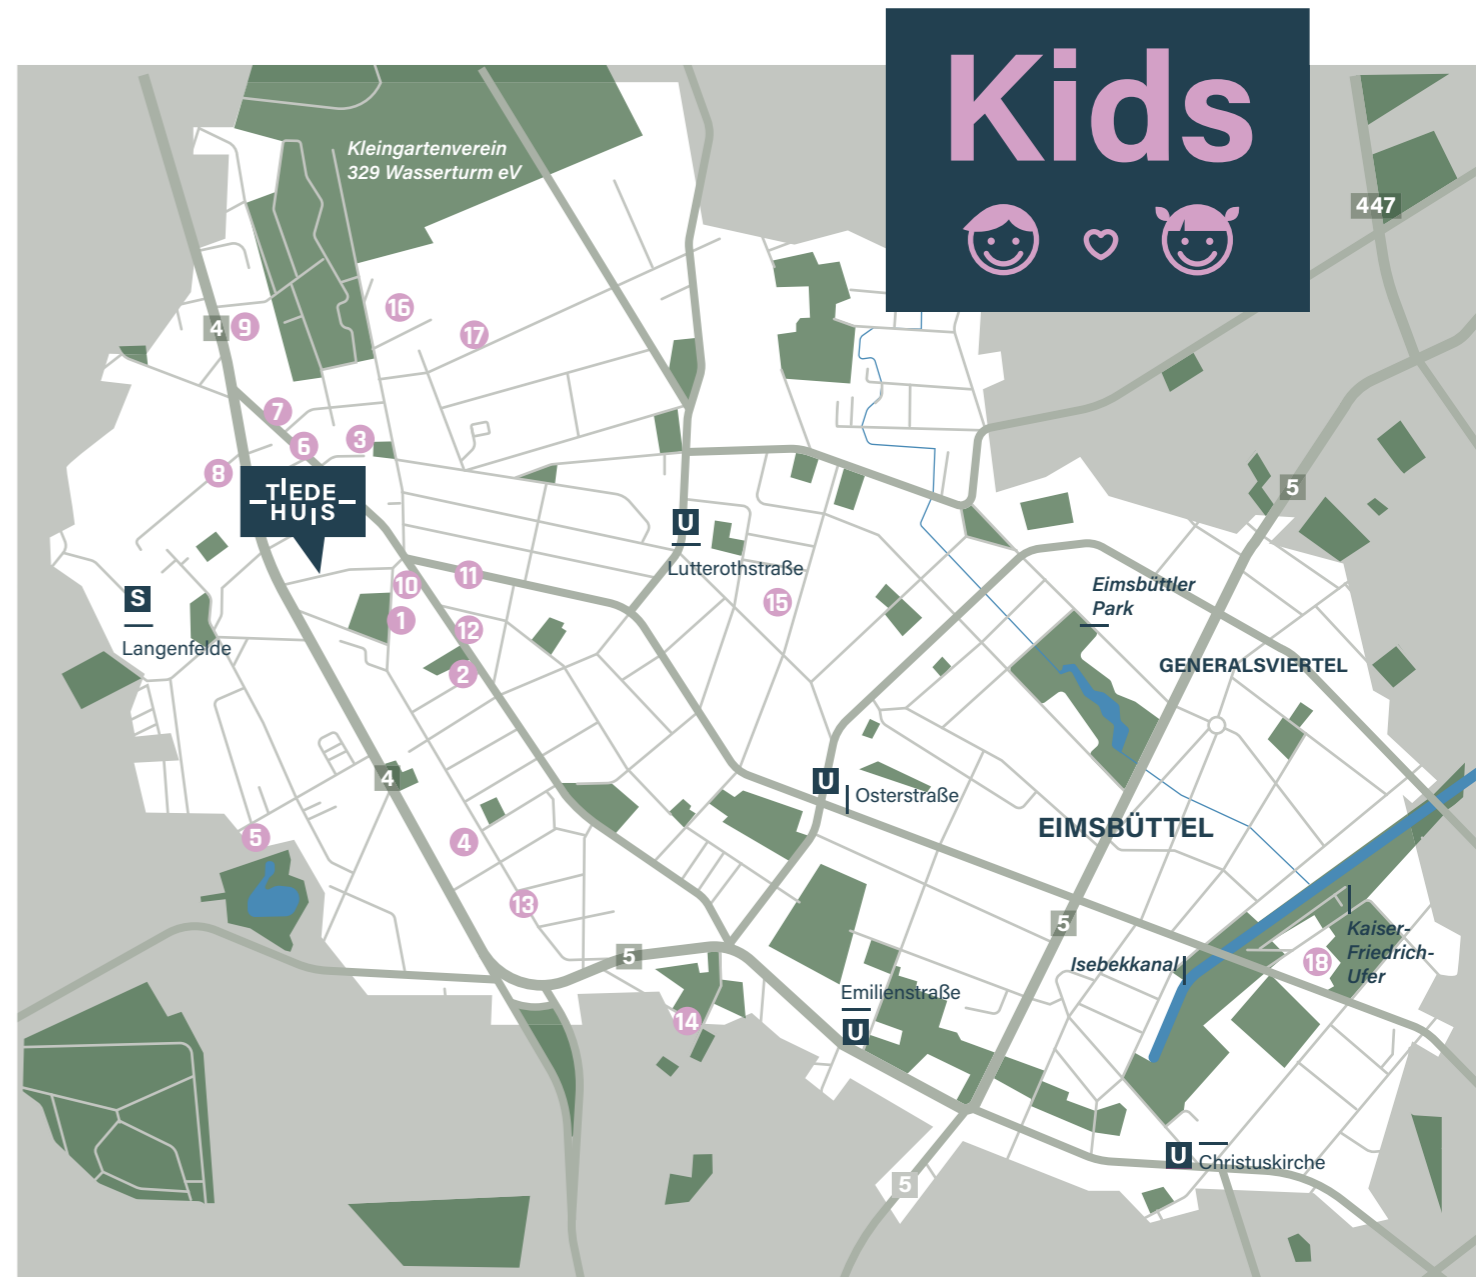 Kids
Kleingartenverein
329 Wasserturm eV
447
16
4
9
17
7
3
6
8
TIEDE
HUIS
5
U
Lutterothstraße
11
10
S
Langenfelde
15
Eimsbüttler
Park
1
12
2
GENERALSVIERTEL
4
U
Osterstraße
EIMSBÜTTEL
5
4
13
5
Kaiser-
Friedrich-
Ufer
5
Isebekkanal
18
Emilienstraße
U
14
U
Christuskirche
5